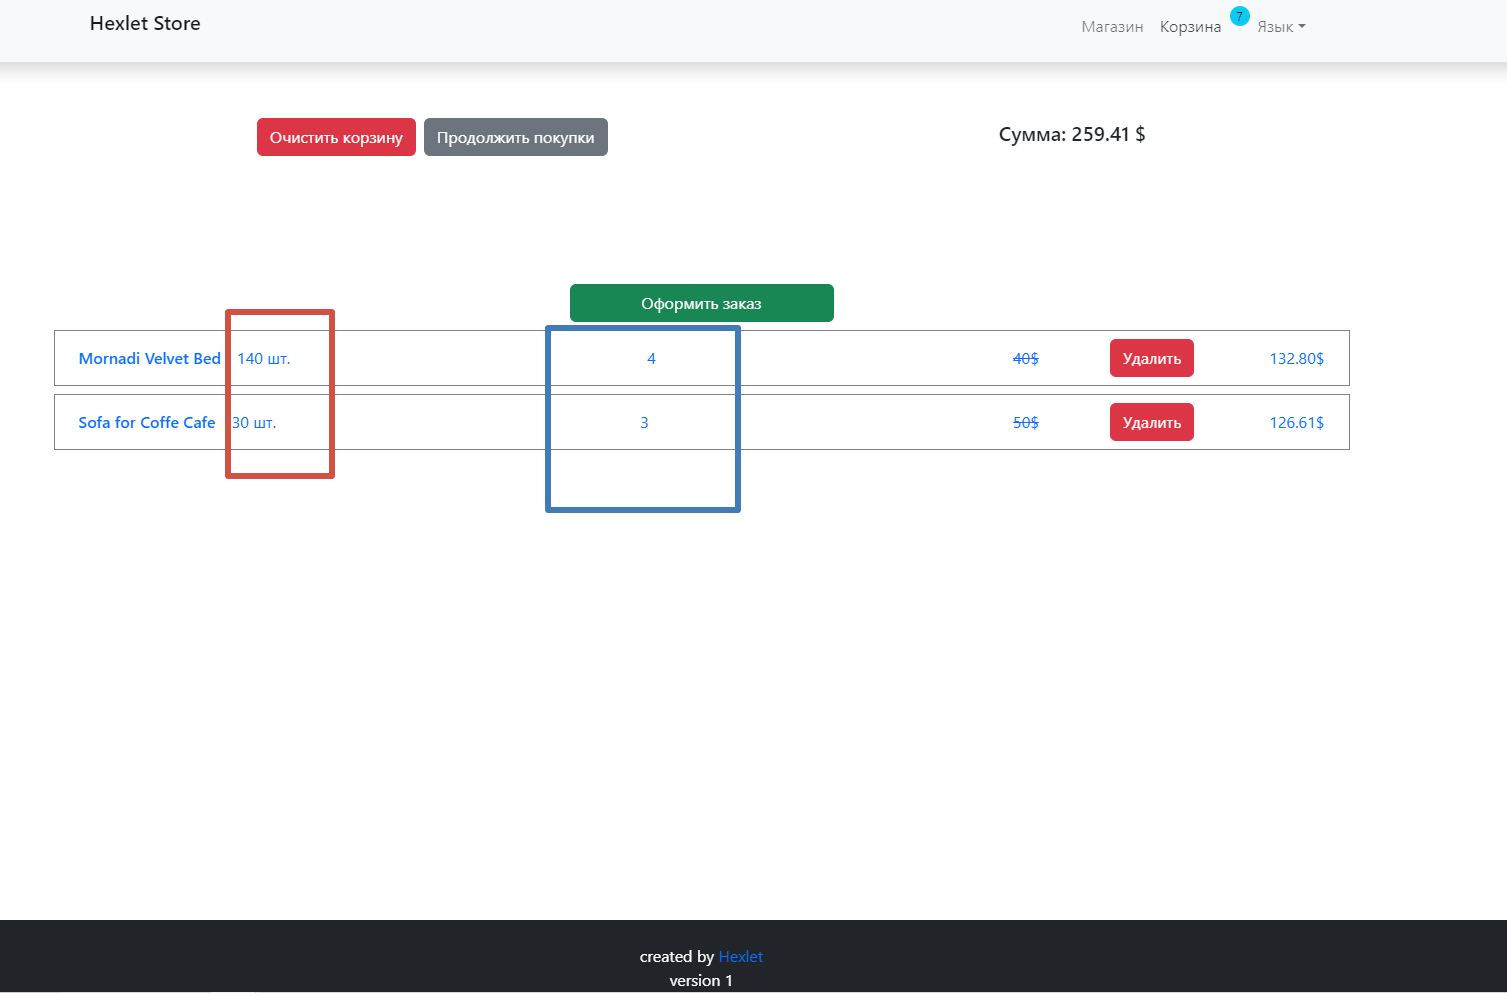 Hexlet Store Магазин Корзина 7 Язык
Очистить корзину Продолжить покупки Сумма: 259.41 $
Оформить заказ
Mornadi Velvet Bed 140 шт. 4 40$ Удалить 132.80$
Sofa for Coffe Cafe 30 шт. 3 50$ Удалить 126.61$
created by Hexlet
version 1